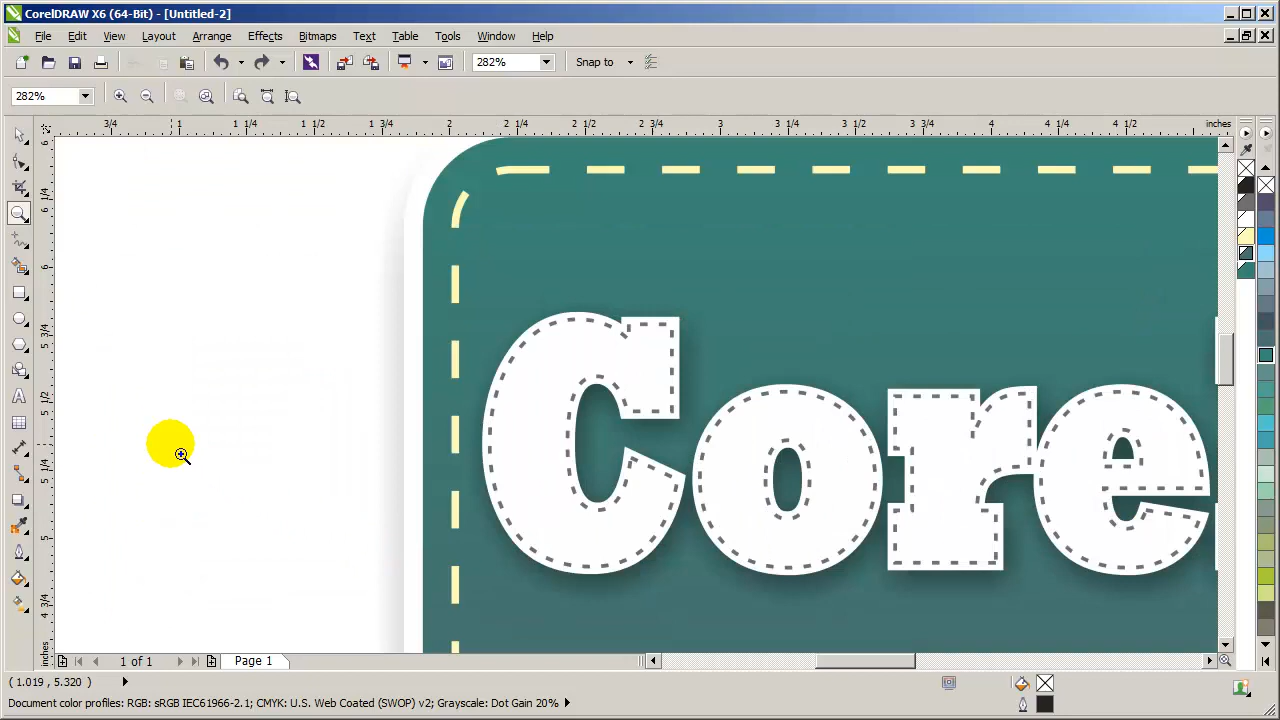 CorelDRAW X6 (64-Bit) - [Untitled-2]
File Edit View Layout Arrange Effects Bitmaps Text Table Tools Window Help
282% Snap to
282%
3/4 1 1 1/4 1 1/2 1 3/4 2 2 1/4 2 1/2 2 3/4 3 3 1/4 3 1/2 3 3/4 4 4 1/4 4 1/2 inches
Core
inches
1 of 1 Page 1
( 1.019 , 5.320 )
Document color profiles: RGB: sRGB IEC61966-2.1; CMYK: U.S. Web Coated (SWOP) v2; Grayscale: Dot Gain 20%